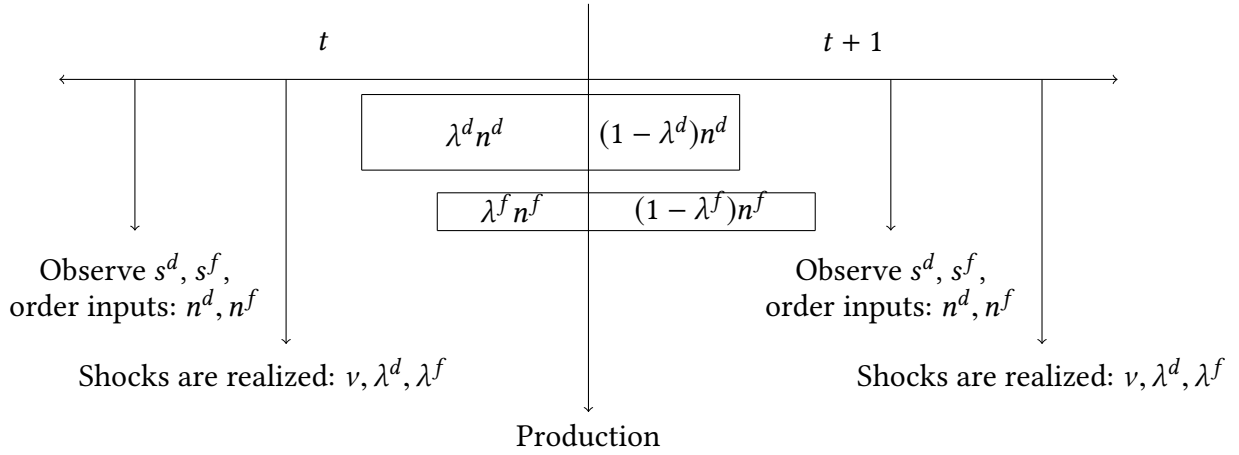 t
t + 1
λ^d n^d
(1 − λ^d)n^d
λ^f n^f
(1 − λ^f)n^f
Observe s^d, s^f,
order inputs: n^d, n^f
Observe s^d, s^f,
order inputs: n^d, n^f
Shocks are realized: ν, λ^d, λ^f
Shocks are realized: ν, λ^d, λ^f
Production